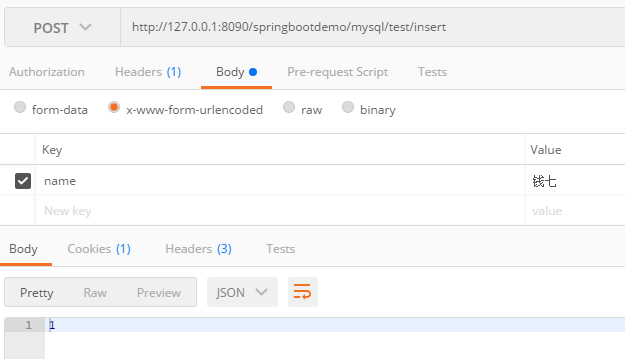 POST http://127.0.0.1:8090/springbootdemo/mysql/test/insert
Authorization Headers (1) Body Pre-request Script Tests
form-data x-www-form-urlencoded raw binary
Key Value
name 钱七
New key value
Body Cookies (1) Headers (3) Tests
Pretty Raw Preview JSON
1 1